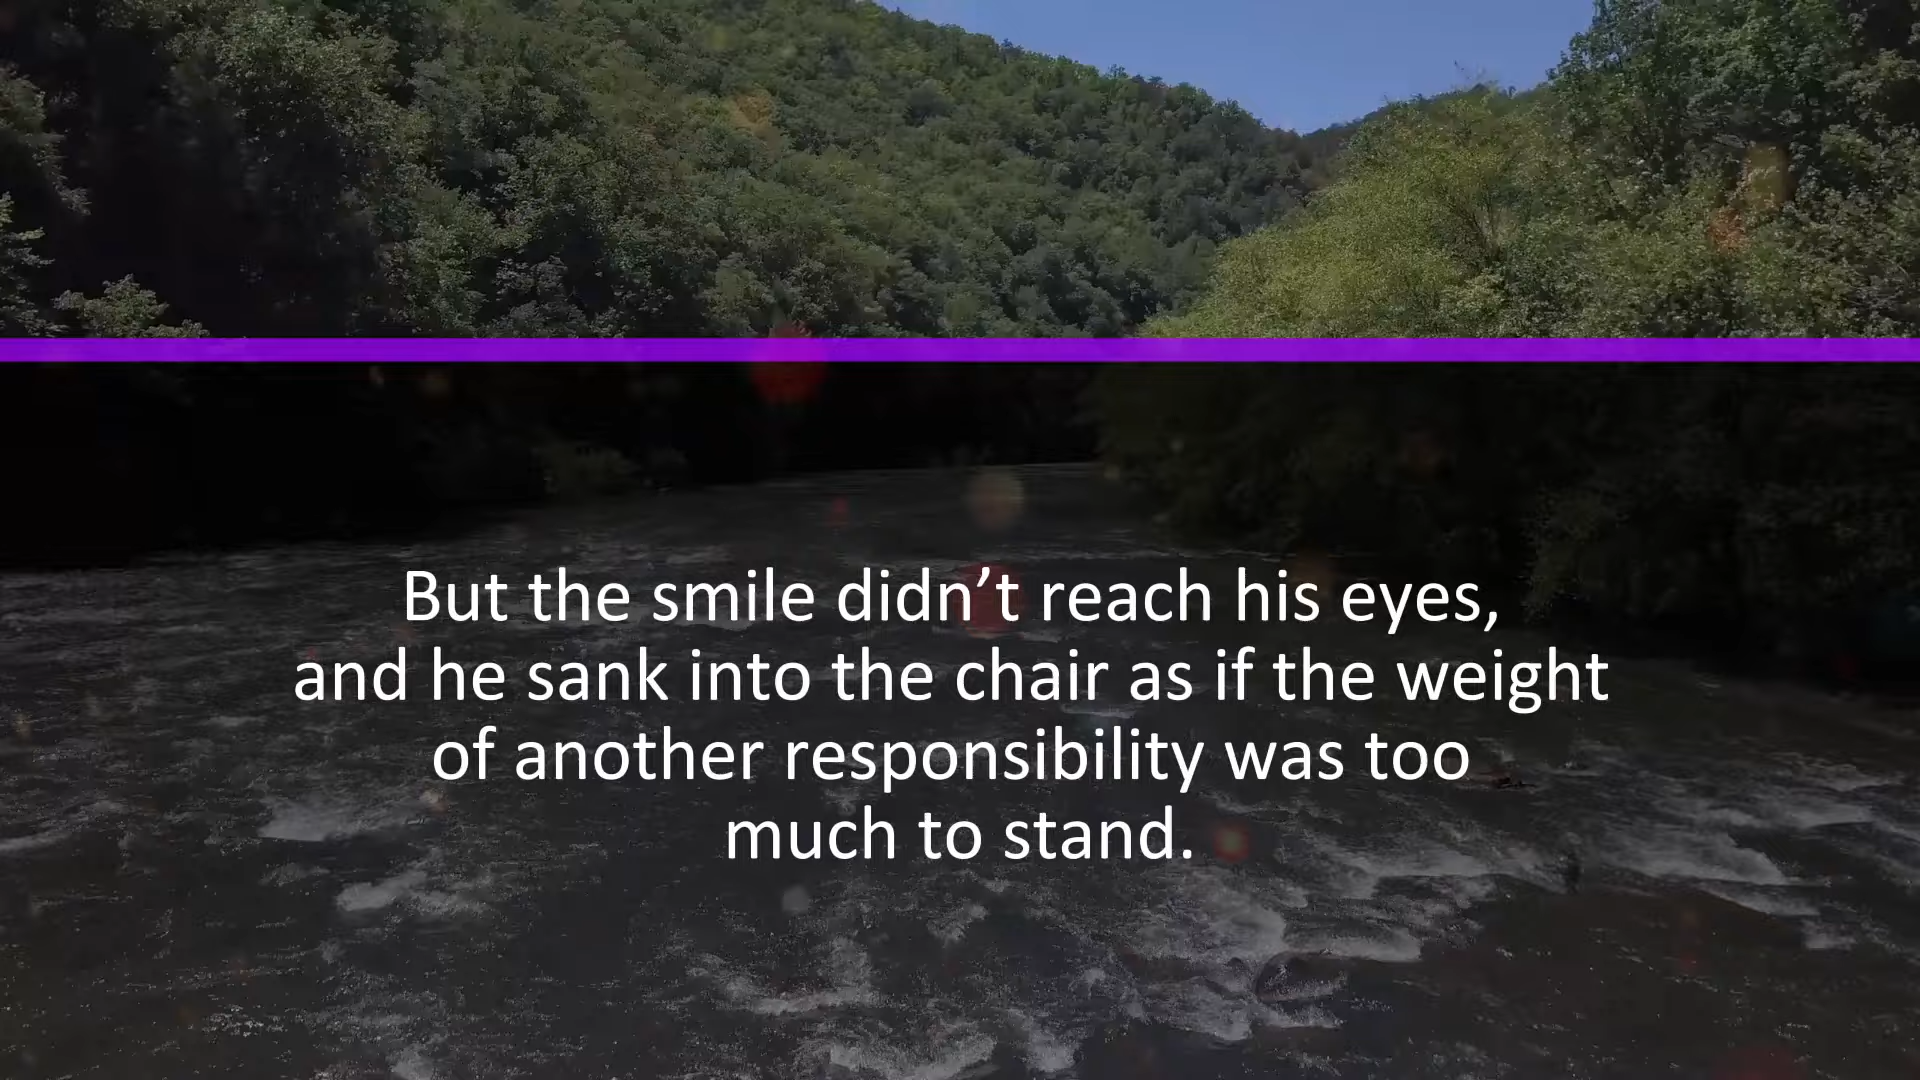 But the smile didn’t reach his eyes,
and he sank into the chair as if the weight
of another responsibility was too
much to stand.